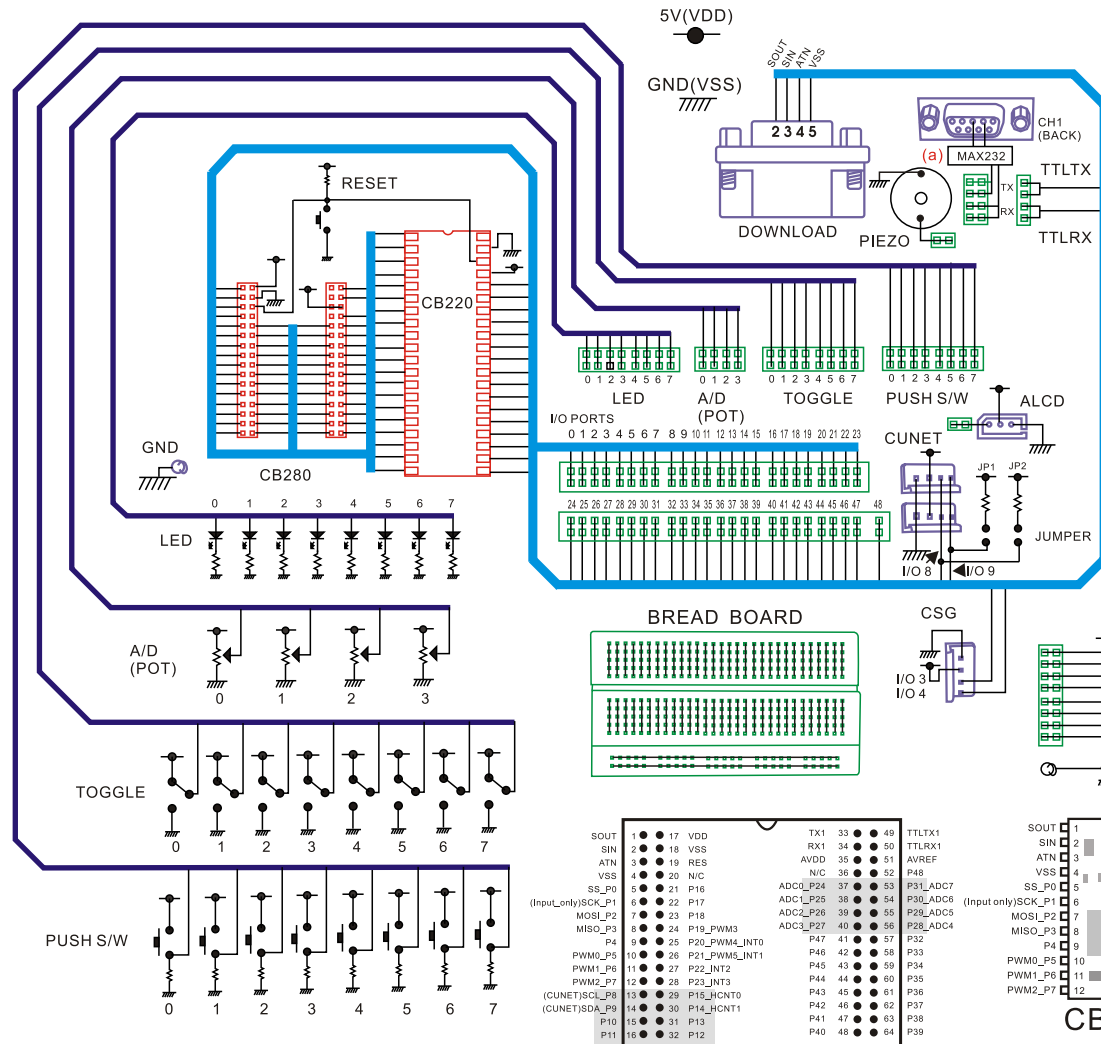 5V(VDD)
GND(VSS)
SOUT SIN ATN VSS
2 3 4 5
DOWNLOAD
CH1
(BACK)
(a) MAX232
TX
RX
TTLTX
TTLRX
PIEZO
RESET
CB220
CB280
GND
0 1 2 3 4 5 6 7
LED
0 1 2 3
A/D
(POT)
0 1 2 3 4 5 6 7
TOGGLE
0 1 2 3 4 5 6 7
PUSH S/W
ALCD
CUNET
JP1 JP2
JUMPER
I/O 8 I/O 9
I/O PORTS
0 1 2 3 4 5 6 7 8 9 10 11 12 13 14 15 16 17 18 19 20 21 22 23
24 25 26 27 28 29 30 31 32 33 34 35 36 37 38 39 40 41 42 43 44 45 46 47 48
LED
0 1 2 3 4 5 6 7
A/D
(POT)
0 1 2 3
TOGGLE
0 1 2 3 4 5 6 7
PUSH S/W
0 1 2 3 4 5 6 7
BREAD BOARD
CSG
I/O 3
I/O 4
SOUT 1 17 VDD
SIN 2 18 VSS
ATN 3 19 RES
VSS 4 20 N/C
SS_P0 5 21 P16
(Input_only)SCK_P1 6 22 P17
MOSI_P2 7 23 P18
MISO_P3 8 24 P19_PWM3
P4 9 25 P20_PWM4_INT0
PWM0_P5 10 26 P21_PWM5_INT1
PWM1_P6 11 27 P22_INT2
PWM2_P7 12 28 P23_INT3
(CUNET)SCL_P8 13 29 P15_HCNT0
(CUNET)SDA_P9 14 30 P14_HCNT1
P10 15 31 P13
P11 16 32 P12
TX1 33 49 TTLTX1
RX1 34 50 TTLRX1
AVDD 35 51 AVREF
N/C 36 52 P48
ADC0_P24 37 53 P31_ADC7
ADC1_P25 38 54 P30_ADC6
ADC2_P26 39 55 P29_ADC5
ADC3_P27 40 56 P28_ADC4
P47 41 57 P32
P46 42 58 P33
P45 43 59 P34
P44 44 60 P35
P43 45 61 P36
P42 46 62 P37
P41 47 63 P38
P40 48 64 P39
SOUT 1
SIN 2
ATN 3
VSS 4
SS_P0 5
(Input only)SCK_P1 6
MOSI_P2 7
MISO_P3 8
P4 9
PWM0_P5 10
PWM1_P6 11
PWM2_P7 12
CB